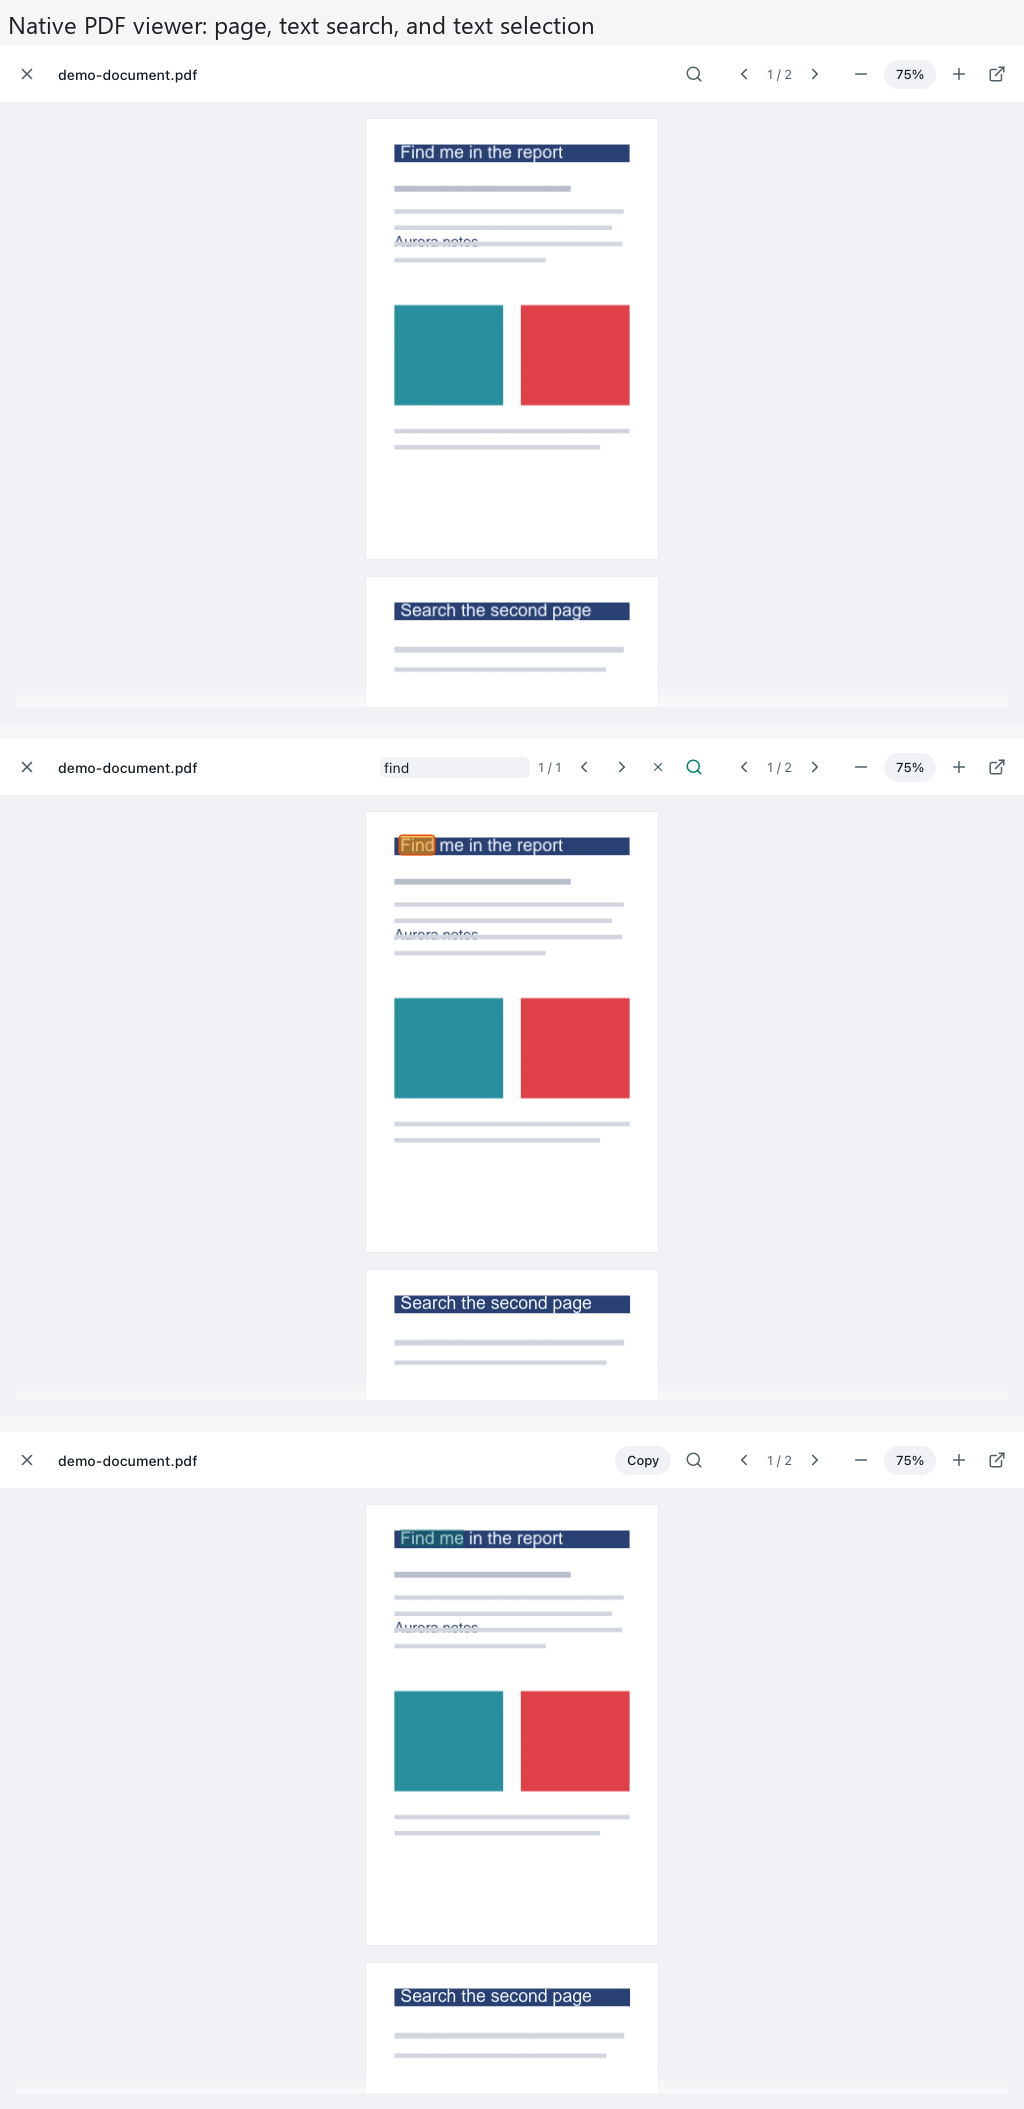 Native PDF viewer: page, text search, and text selection
demo-document.pdf 1 / 2 75%
Find me in the report
Aurora notes
Search the second page
demo-document.pdf find 1 / 1 1 / 2 75%
Find me in the report
Aurora notes
Search the second page
demo-document.pdf Copy 1 / 2 75%
Find me in the report
Aurora notes
Search the second page